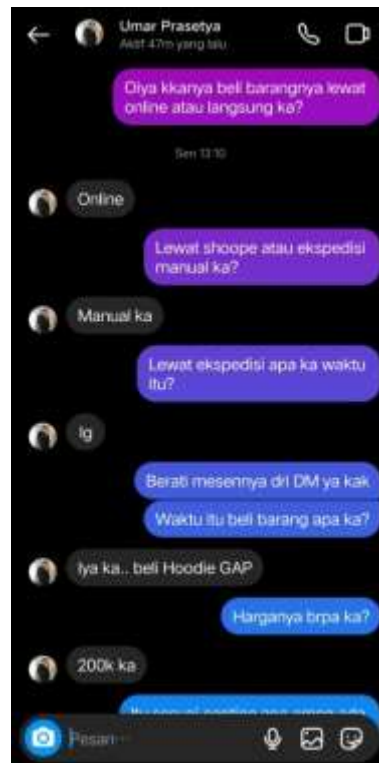 Umar Prasetya
Aktif 47m yang lalu
Oiya kkanya beli barangnya lewat
online atau langsung ka?
Sen 13.10
Online
Lewat shoope atau ekspedisi
manual ka?
Manual ka
Lewat ekspedisi apa ka waktu
itu?
Ig
Berati mesennya dri DM ya kak
Waktu itu beli barang apa ka?
Iya ka.. beli Hoodie GAP
Harganya brpa ka?
200k ka
Pesan...